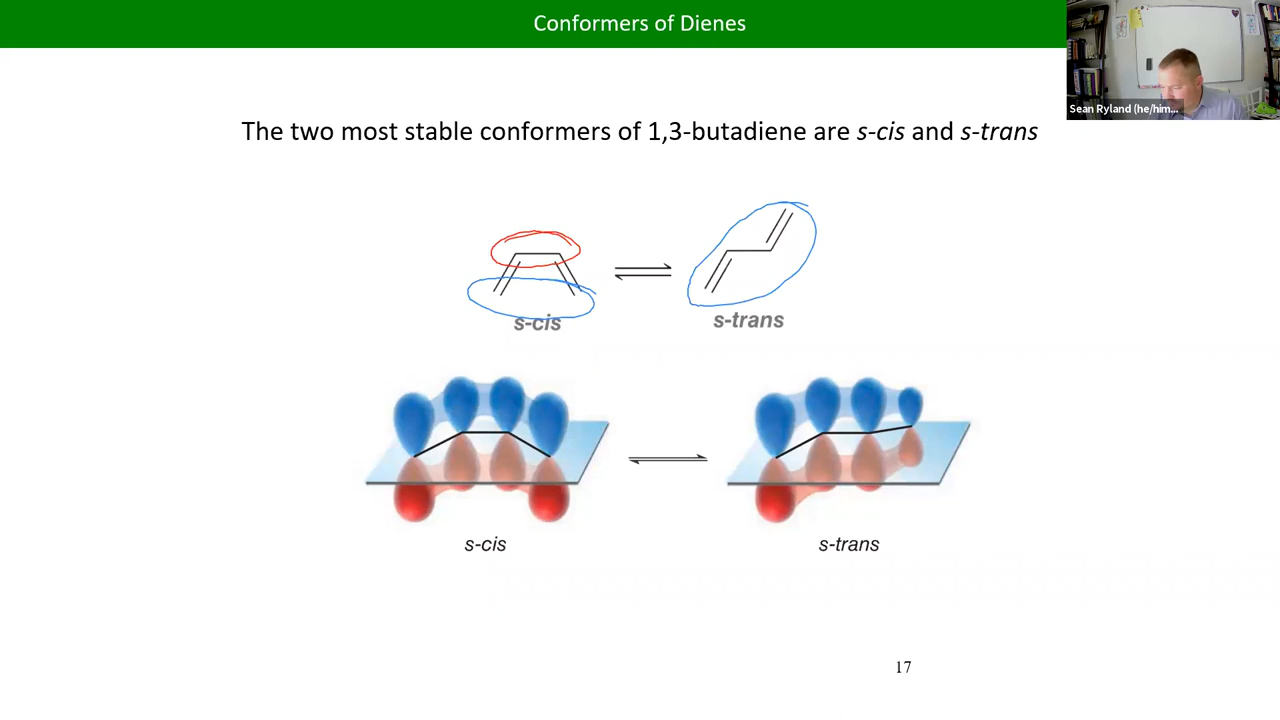 Conformers of Dienes
Sean Ryland (he/him...
The two most stable conformers of 1,3-butadiene are s-cis and s-trans
s-cis
s-trans
s-cis
s-trans
17